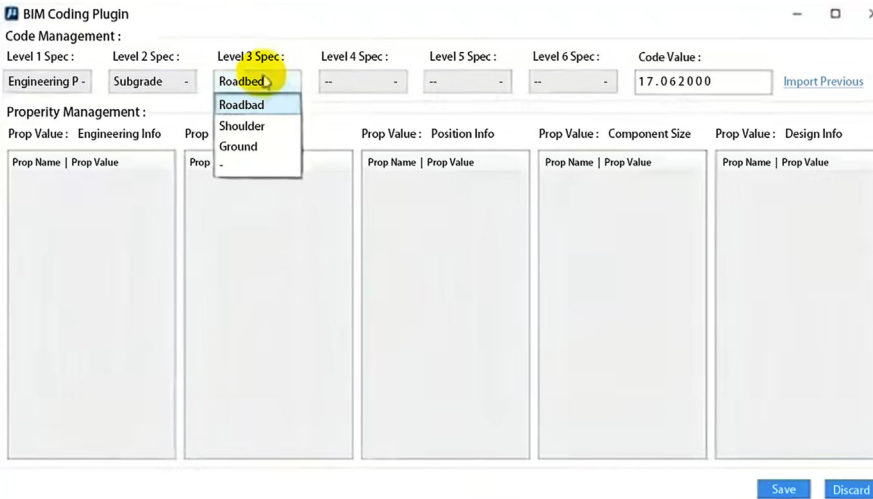 BIM Coding Plugin
Code Management :
Level 1 Spec : Level 2 Spec : Level 3 Spec : Level 4 Spec : Level 5 Spec : Level 6 Spec : Code Value :
Engineering P - Subgrade - Roadbed -- - -- - -- - 17.062000 Import Previous
Roadbad
Shoulder
Ground
-
Properity Management :
Prop Value : Engineering Info Prop Prop Value : Position Info Prop Value : Component Size Prop Value : Design Info
Prop Name | Prop Value Prop Prop Name | Prop Value Prop Name | Prop Value Prop Name | Prop Value
Save Discard